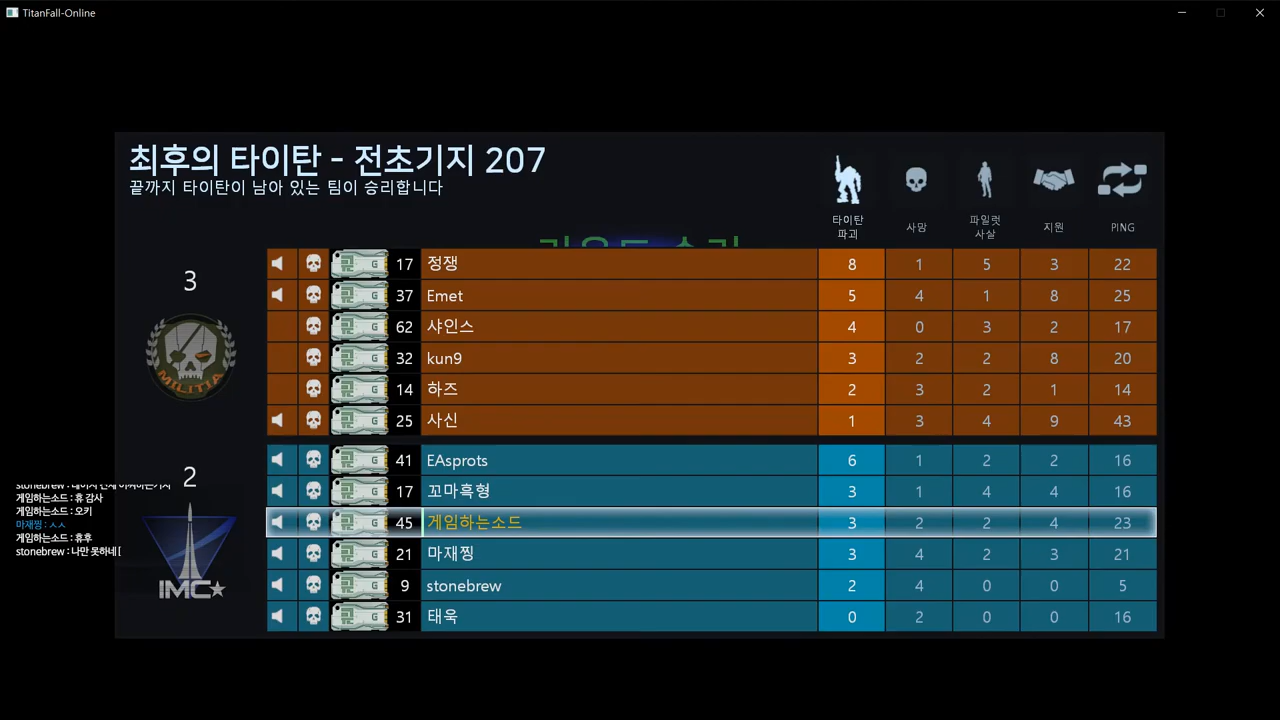 TitanFall-Online
최후의 타이탄 - 전초기지 207
끝까지 타이탄이 남아 있는 팀이 승리합니다
타이탄 파괴 사망 파일럿 사살 지원 PING
3
MILITIA
17 정쟁 8 1 5 3 22
37 Emet 5 4 1 8 25
62 샤인스 4 0 3 2 17
32 kun9 3 2 2 8 20
14 하즈 2 3 2 1 14
25 사신 1 3 4 9 43
2
IMC
41 EAsprots 6 1 2 2 16
17 꼬마흑형 3 1 4 4 16
45 게임하는소드 3 2 2 4 23
21 마재찡 3 4 2 3 21
9 stonebrew 2 4 0 0 5
31 태욱 0 2 0 0 16
stonebrew :
게임하는소드 : 휴 감사
게임하는소드 : 오키
마재찡 : ㅅㅅ
게임하는소드 : 휴후
stonebrew : 나만 못하네[